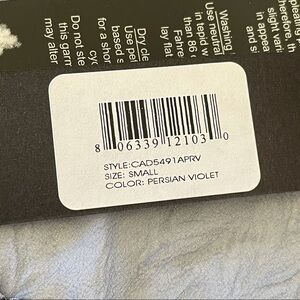 Washing
Use neutral
in tepid w
than 86
lay flat
Dry cle
Use pet
based s
for a shor
cyc
Fahre
Do not ste
this garm
may alter
Therefore, th
slight vari
in appea
and s
8 06339 12103 0
STYLE:CAD5491APRV
SIZE: SMALL
COLOR: PERSIAN VIOLET